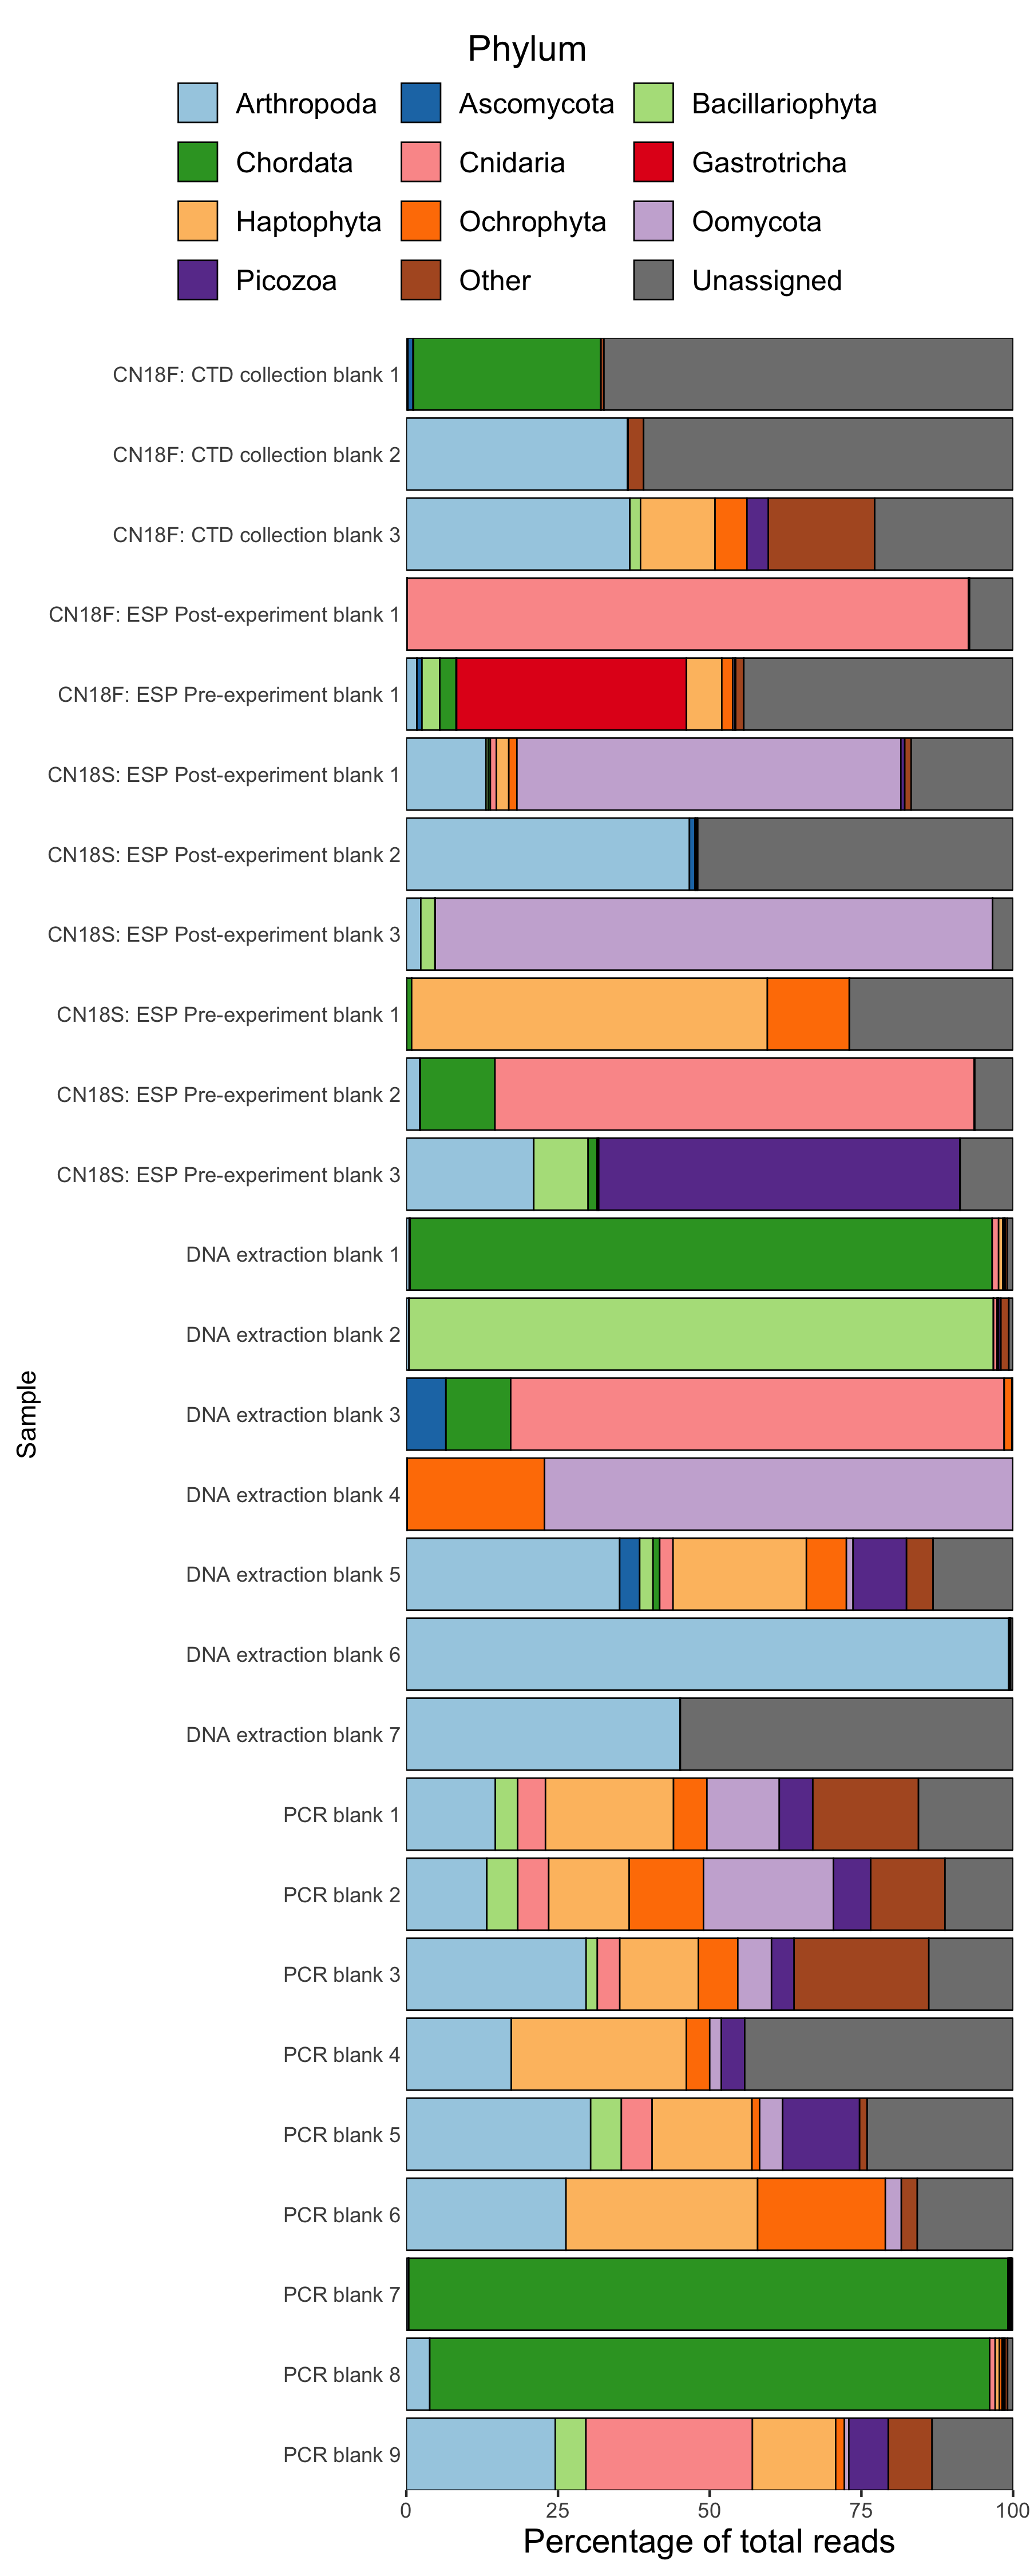 Phylum
Arthropoda Ascomycota Bacillariophyta
Chordata Cnidaria Gastrotricha
Haptophyta Ochrophyta Oomycota
Picozoa Other Unassigned
CN18F: CTD collection blank 1
CN18F: CTD collection blank 2
CN18F: CTD collection blank 3
CN18F: ESP Post-experiment blank 1
CN18F: ESP Pre-experiment blank 1
CN18S: ESP Post-experiment blank 1
CN18S: ESP Post-experiment blank 2
CN18S: ESP Post-experiment blank 3
CN18S: ESP Pre-experiment blank 1
CN18S: ESP Pre-experiment blank 2
CN18S: ESP Pre-experiment blank 3
DNA extraction blank 1
DNA extraction blank 2
DNA extraction blank 3
DNA extraction blank 4
DNA extraction blank 5
DNA extraction blank 6
DNA extraction blank 7
PCR blank 1
PCR blank 2
PCR blank 3
PCR blank 4
PCR blank 5
PCR blank 6
PCR blank 7
PCR blank 8
PCR blank 9
Sample
0 25 50 75 100
Percentage of total reads